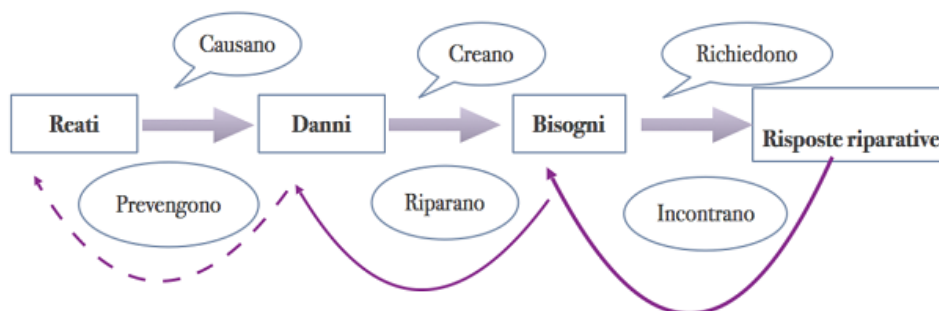 Causano
Creano
Richiedono
Reati
Danni
Bisogni
Risposte riparative
Prevengono
Riparano
Incontrano